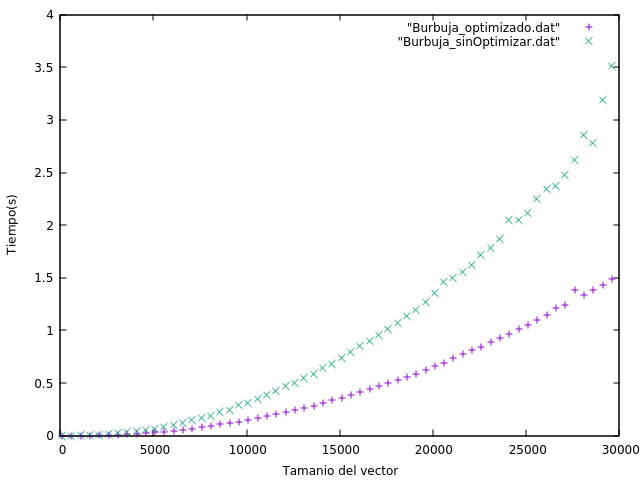 4
3.5
3
2.5
2
1.5
1
0.5
0
Tiempo(s)
"Burbuja_optimizado.dat"
"Burbuja_sinOptimizar.dat"
0 5000 10000 15000 20000 25000 30000
Tamanio del vector